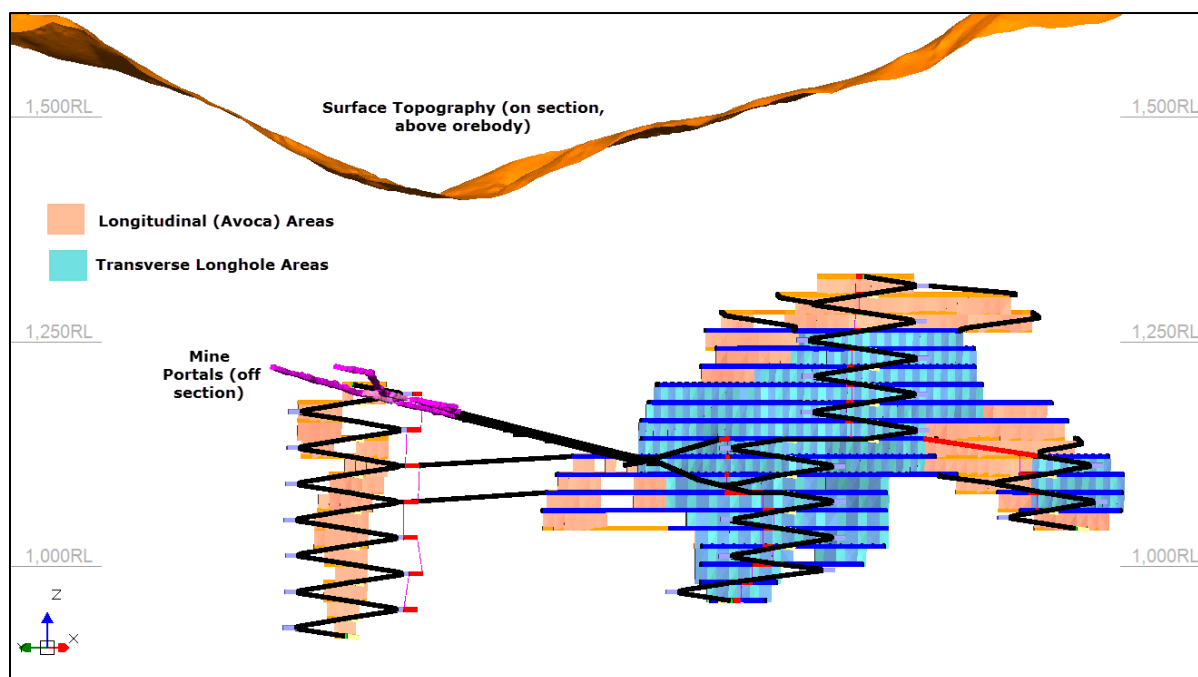 1,500RL
1,500RL
Surface Topography (on section,
above orebody)
Longitudinal (Avoca) Areas
Transverse Longhole Areas
1,250RL
1,250RL
Mine
Portals (off
section)
1,000RL
1,000RL
Z
Y
X